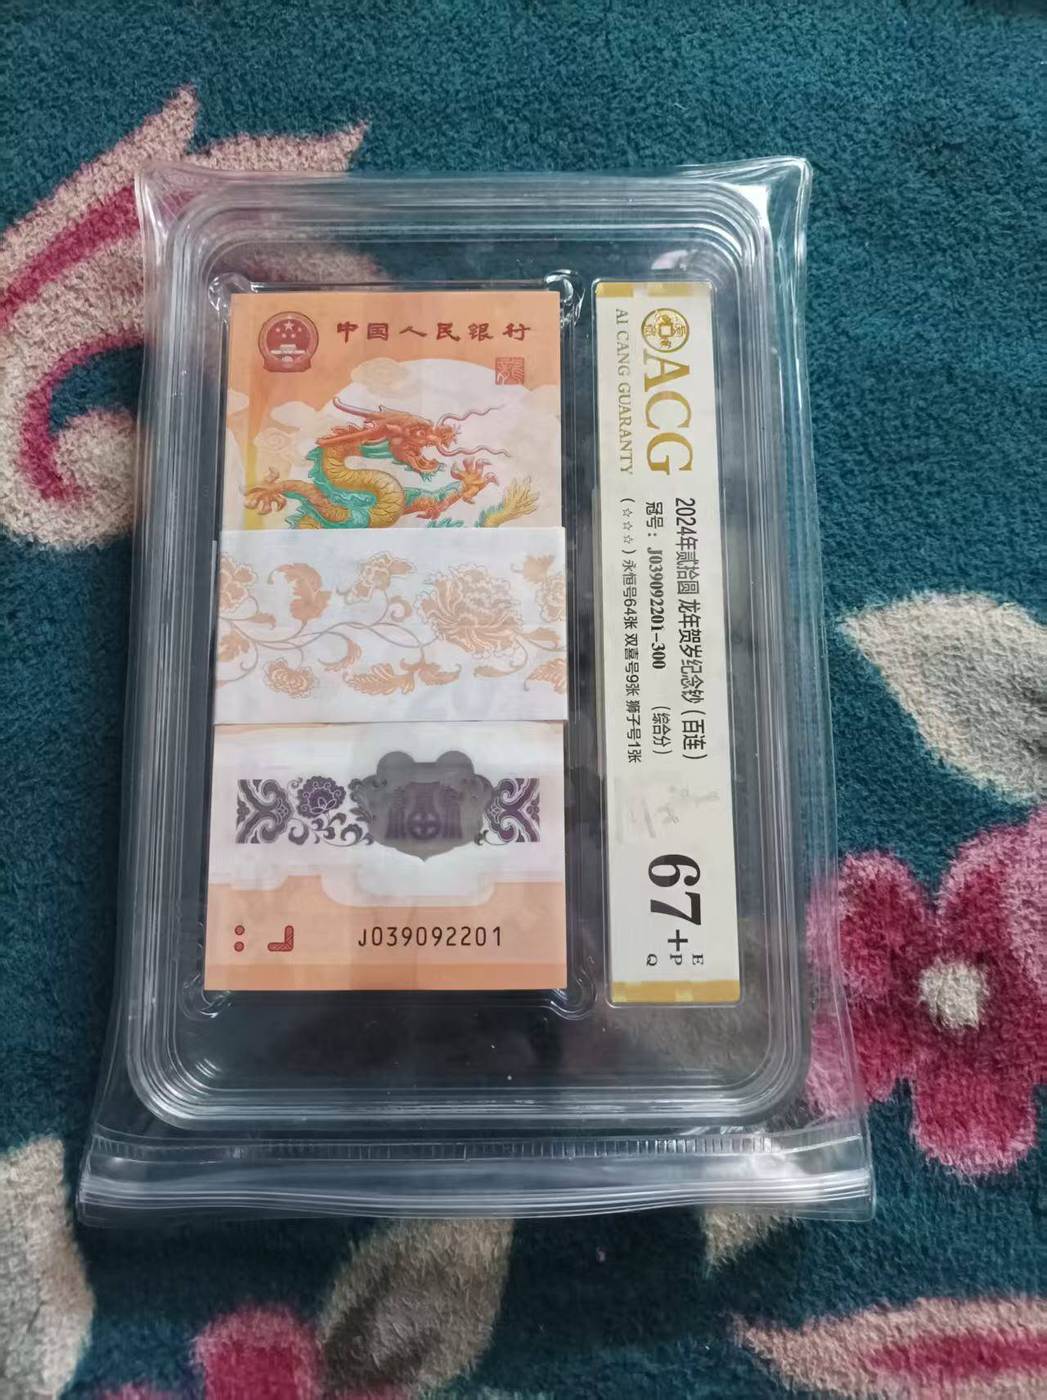 中国人民银行
J039092201
ACG
AI CANG GUARANTY
2024年贰拾圆 龙年贺岁纪念钞(百连)
冠号:J039092201-300 (综合分)
(☆☆☆)永恒号64张 双喜号9张 狮子号1张
67+
E
P
Q